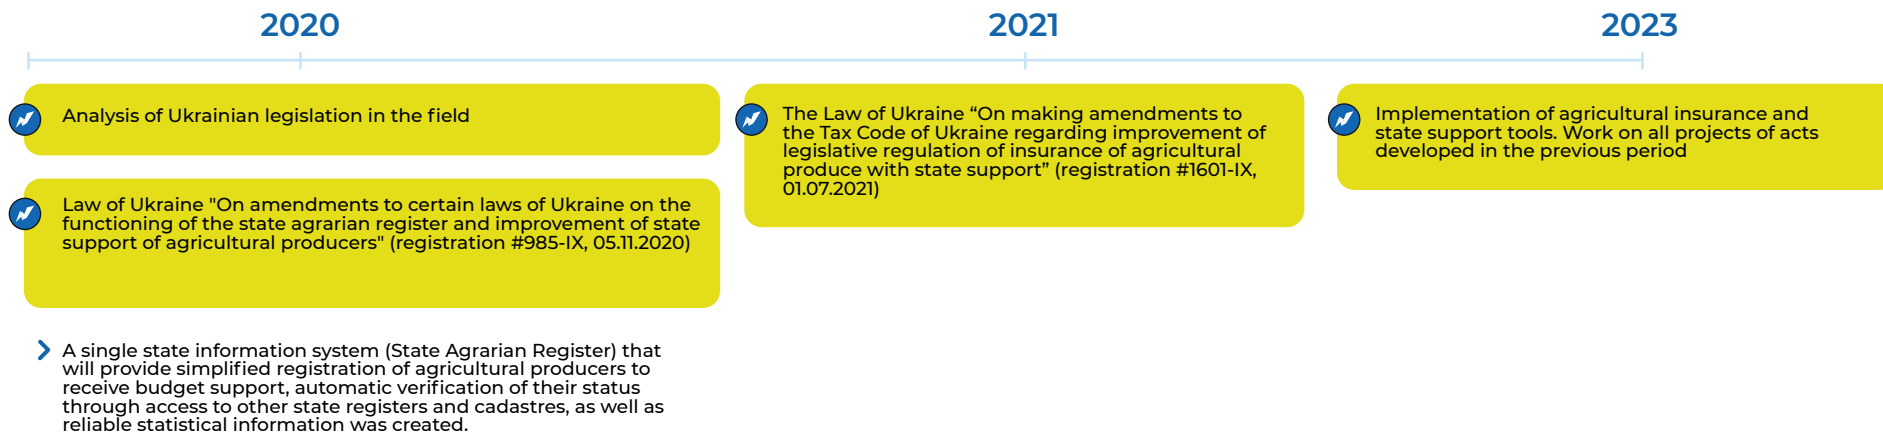 2020
2021
2023
Analysis of Ukrainian legislation in the field
Law of Ukraine "On amendments to certain laws of Ukraine on the
functioning of the state agrarian register and improvement of state
support of agricultural producers" (registration #985-IX, 05.11.2020)
A single state information system (State Agrarian Register) that
will provide simplified registration of agricultural producers to
receive budget support, automatic verification of their status
through access to other state registers and cadastres, as well as
reliable statistical information was created.
The Law of Ukraine “On making amendments to
the Tax Code of Ukraine regarding improvement of
legislative regulation of insurance of agricultural
produce with state support” (registration #1601-IX,
01.07.2021)
Implementation of agricultural insurance and
state support tools. Work on all projects of acts
developed in the previous period